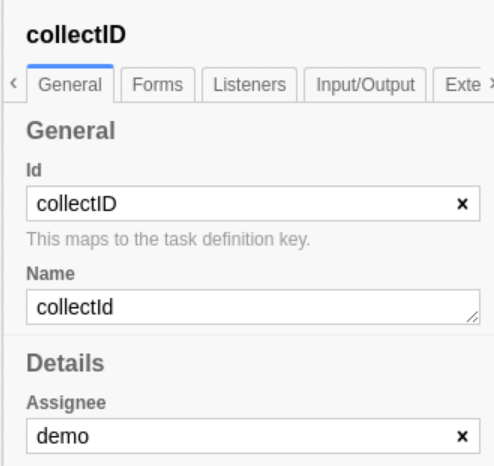 collectID
General Forms Listeners Input/Output Exte
General
Id
collectID
This maps to the task definition key.
Name
collectId
Details
Assignee
demo